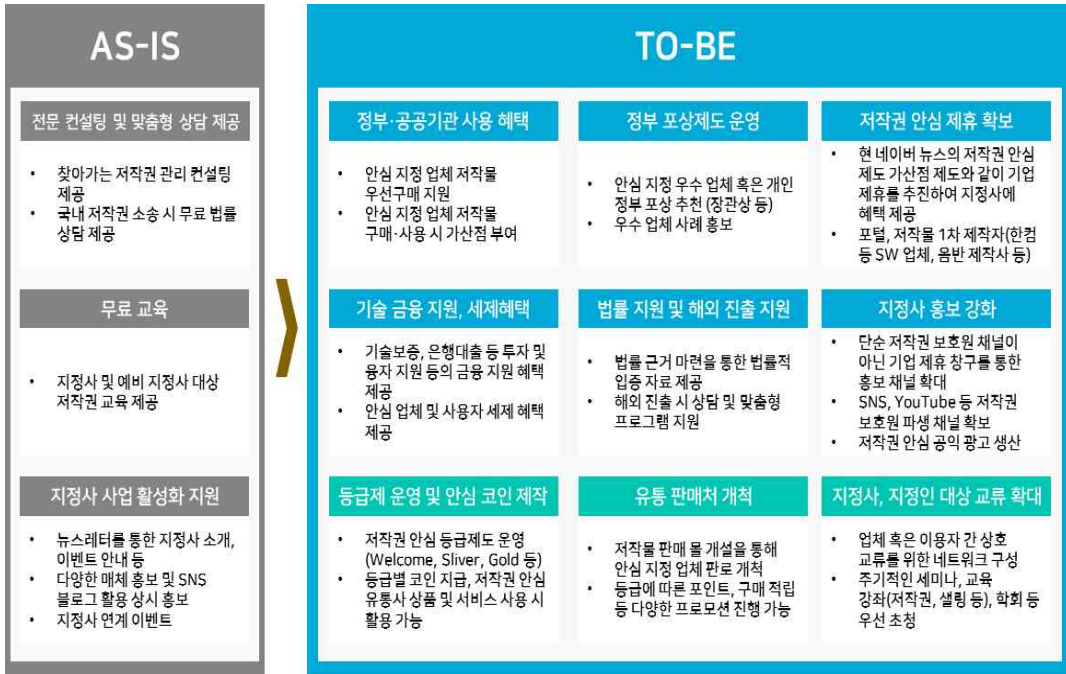 AS-IS
전문 컨설팅 및 맞춤형 상담 제공
• 찾아가는 저작권 관리 컨설팅
제공
• 국내 저작권 소송 시 무료 법률
상담 제공
무료 교육
• 지정사 및 예비 지정사 대상
저작권 교육 제공
지정사 사업 활성화 지원
• 뉴스레터를 통한 지정사 소개,
이벤트 안내 등
• 다양한 매체 홍보 및 SNS
블로그 활용 상시 홍보
• 지정사 연계 이벤트
TO-BE
정부·공공기관 사용 혜택
• 안심 지정 업체 저작물
우선구매 지원
• 안심 지정 업체 저작물
구매·사용 시 가산점 부여
정부 포상제도 운영
• 안심 지정 우수 업체 혹은 개인
정부 포상 추천 (장관상 등)
• 우수 업체 사례 홍보
저작권 안심 제휴 확보
• 현 네이버 뉴스의 저작권 안심
제도 가산점 제도와 같이 기업
제휴를 추진하여 지정사에
혜택 제공
• 포털, 저작물 1차 제작자(한컴
등 SW 업체, 음반 제작사 등)
기술 금융 지원, 세제혜택
• 기술보증, 은행대출 등 투자 및
융자 지원 등의 금융 지원 혜택
제공
• 안심 업체 및 사용자 세제 혜택
제공
법률 지원 및 해외 진출 지원
• 법률 근거 마련을 통한 법률적
입증 자료 제공
• 해외 진출 시 상담 및 맞춤형
프로그램 지원
지정사 홍보 강화
• 단순 저작권 보호원 채널이
아닌 기업 제휴 창구를 통한
홍보 채널 확대
• SNS, YouTube 등 저작권
보호원 파생 채널 확보
• 저작권 안심 공익 광고 생산
등급제 운영 및 안심 코인 제작
• 저작권 안심 등급제도 운영
(Welcome, Sliver, Gold 등)
• 등급별 코인 지급, 저작권 안심
유통사 상품 및 서비스 사용 시
활용 가능
유통 판매처 개척
• 저작물 판매 몰 개설을 통해
안심 지정 업체 판로 개척
• 등급에 따른 포인트, 구매 적립
등 다양한 프로모션 진행 가능
지정사, 지정인 대상 교류 확대
• 업체 혹은 이용자 간 상호
교류를 위한 네트워크 구성
• 주기적인 세미나, 교육
강좌(저작권, 샐링 등), 학회 등
우선 초청